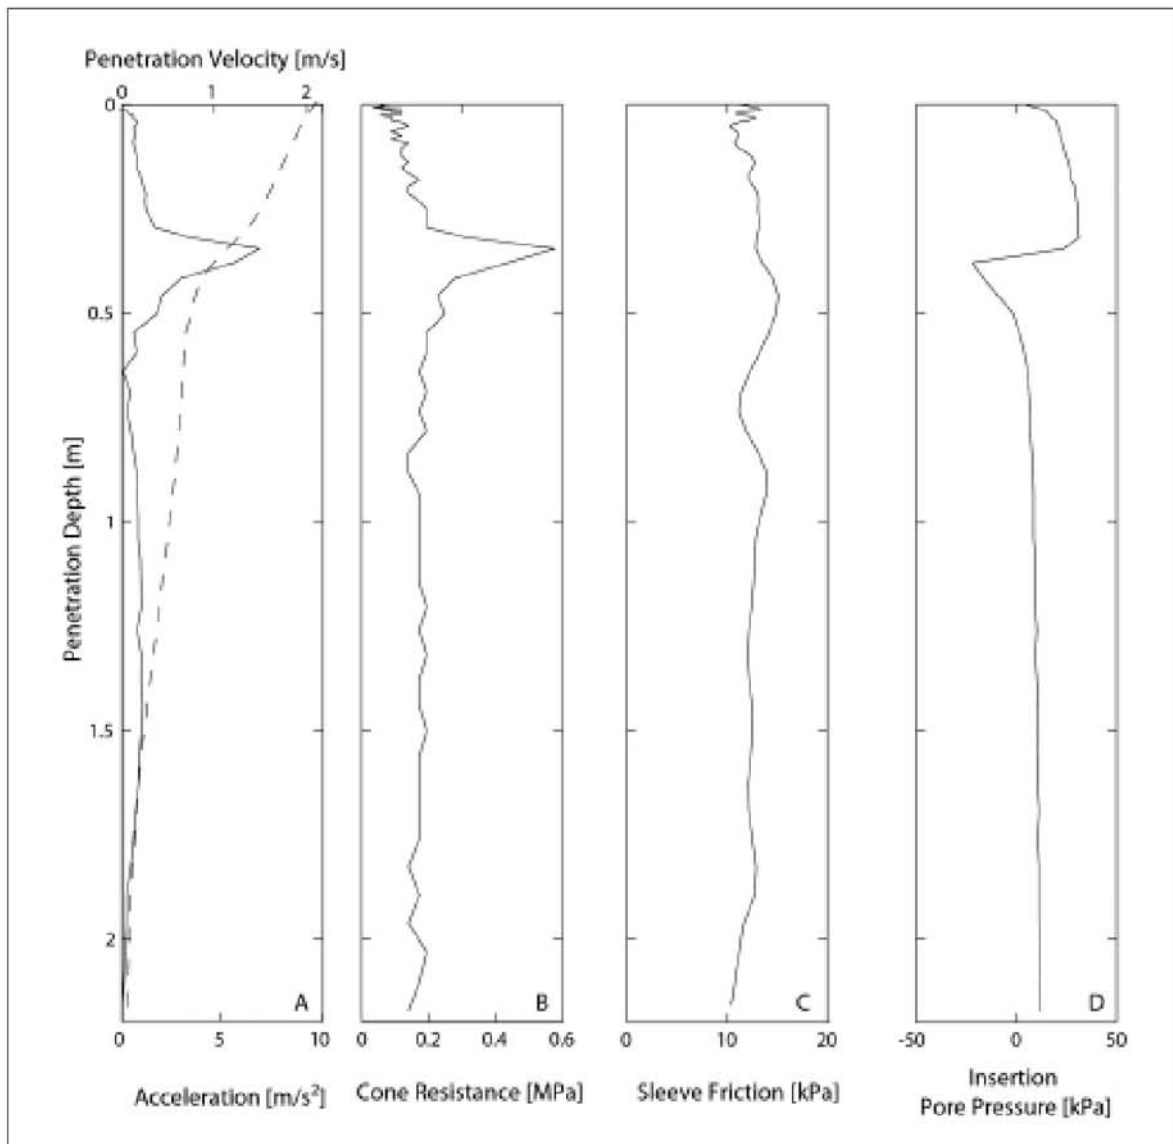 Penetration Velocity [m/s]
0 1 2
0
0.5
1
1.5
2
Penetration Depth [m]
A B C D
0 5 10 0 0.2 0.4 0.6 0 10 20 -50 0 50
Acceleration [m/s²] Cone Resistance [MPa] Sleeve Friction [kPa] Insertion
Pore Pressure [kPa]